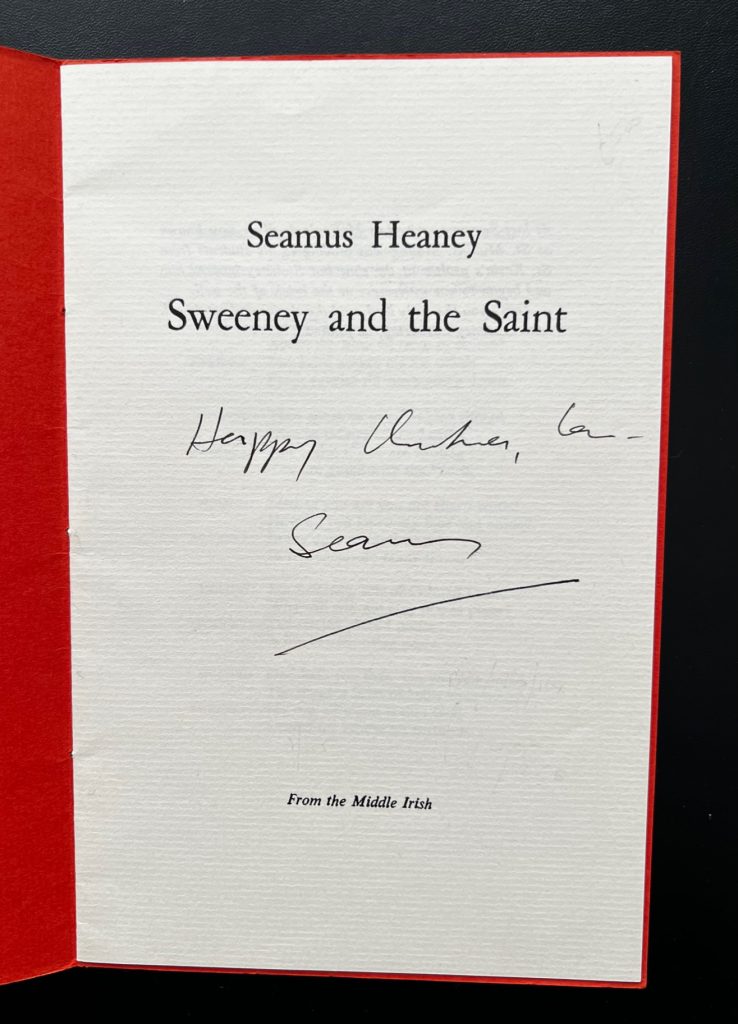 Seamus Heaney
Sweeney and the Saint
Happy Christmas,
Seamus
From the Middle Irish